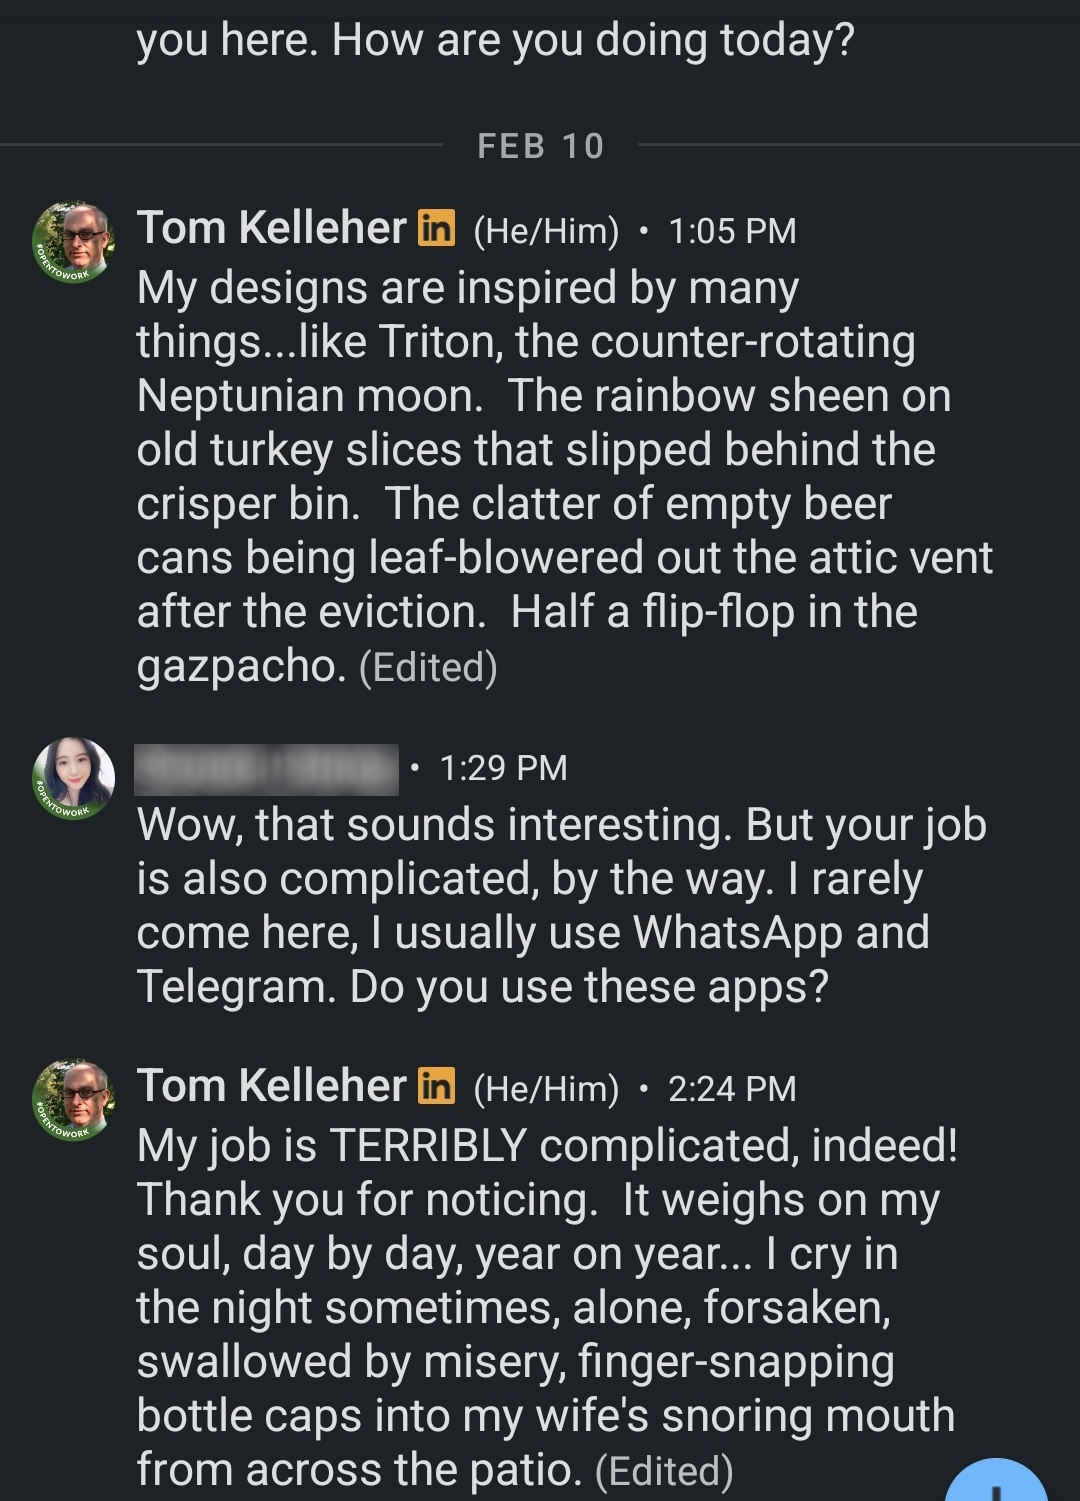 you here. How are you doing today?
FEB 10
Tom Kelleher in (He/Him) • 1:05 PM
#OPENTOWORK
My designs are inspired by many
things...like Triton, the counter-rotating
Neptunian moon.  The rainbow sheen on
old turkey slices that slipped behind the
crisper bin.  The clatter of empty beer
cans being leaf-blowered out the attic vent
after the eviction.  Half a flip-flop in the
gazpacho. (Edited)
• 1:29 PM
#OPENTOWORK
Wow, that sounds interesting. But your job
is also complicated, by the way. I rarely
come here, I usually use WhatsApp and
Telegram. Do you use these apps?
Tom Kelleher in (He/Him) • 2:24 PM
#OPENTOWORK
My job is TERRIBLY complicated, indeed!
Thank you for noticing.  It weighs on my
soul, day by day, year on year... I cry in
the night sometimes, alone, forsaken,
swallowed by misery, finger-snapping
bottle caps into my wife's snoring mouth
from across the patio. (Edited)